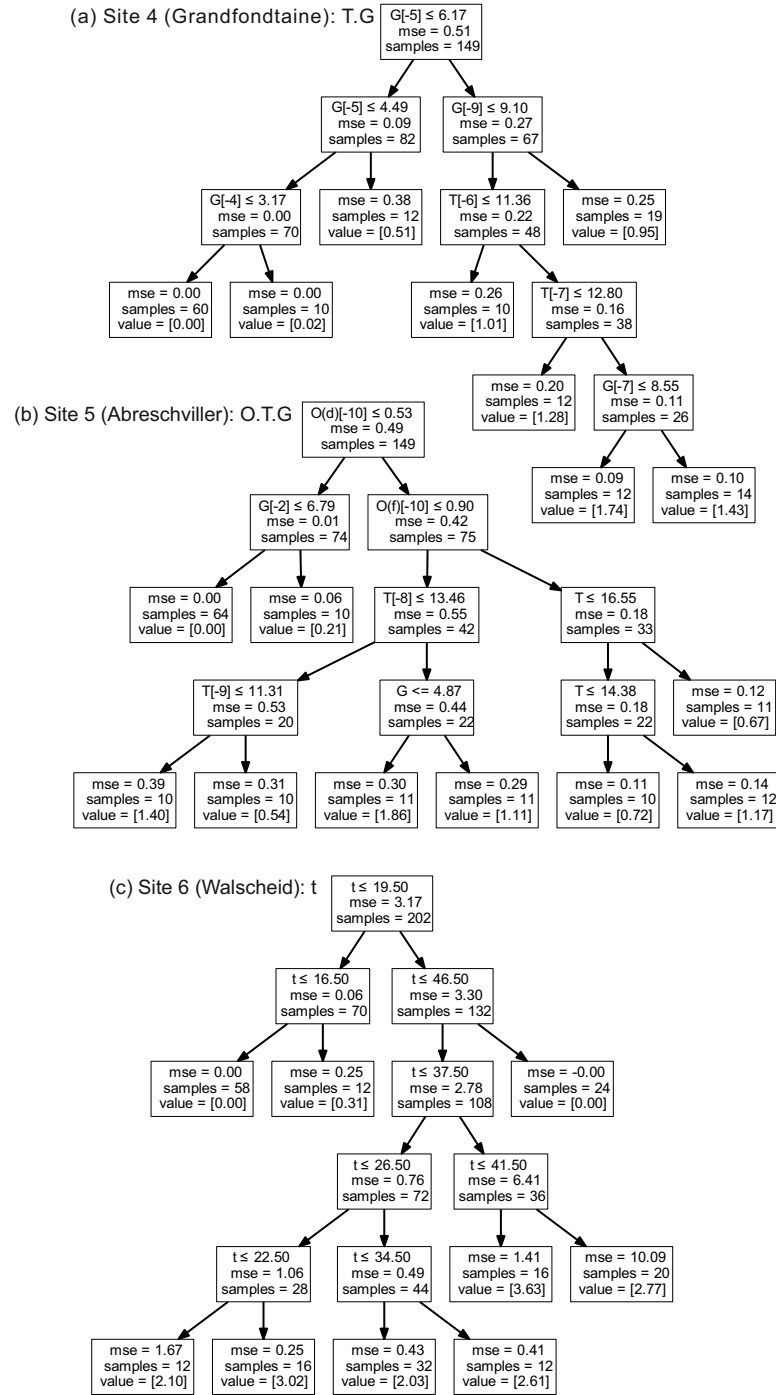 (a) Site 4 (Grandfondtaine): T.G
G[-5] ≤ 6.17
mse = 0.51
samples = 149
G[-5] ≤ 4.49
mse = 0.09
samples = 82
G[-9] ≤ 9.10
mse = 0.27
samples = 67
G[-4] ≤ 3.17
mse = 0.00
samples = 70
mse = 0.38
samples = 12
value = [0.51]
T[-6] ≤ 11.36
mse = 0.22
samples = 48
mse = 0.25
samples = 19
value = [0.95]
mse = 0.00
samples = 60
value = [0.00]
mse = 0.00
samples = 10
value = [0.02]
mse = 0.26
samples = 10
value = [1.01]
T[-7] ≤ 12.80
mse = 0.16
samples = 38
mse = 0.20
samples = 12
value = [1.28]
G[-7] ≤ 8.55
mse = 0.11
samples = 26
mse = 0.09
samples = 12
value = [1.74]
mse = 0.10
samples = 14
value = [1.43]
(b) Site 5 (Abreschviller): O.T.G
O(d)[-10] ≤ 0.53
mse = 0.49
samples = 149
G[-2] ≤ 6.79
mse = 0.01
samples = 74
O(f)[-10] ≤ 0.90
mse = 0.42
samples = 75
mse = 0.00
samples = 64
value = [0.00]
mse = 0.06
samples = 10
value = [0.21]
T[-8] ≤ 13.46
mse = 0.55
samples = 42
T ≤ 16.55
mse = 0.18
samples = 33
T[-9] ≤ 11.31
mse = 0.53
samples = 20
G <= 4.87
mse = 0.44
samples = 22
T ≤ 14.38
mse = 0.18
samples = 22
mse = 0.12
samples = 11
value = [0.67]
mse = 0.39
samples = 10
value = [1.40]
mse = 0.31
samples = 10
value = [0.54]
mse = 0.30
samples = 11
value = [1.86]
mse = 0.29
samples = 11
value = [1.11]
mse = 0.11
samples = 10
value = [0.72]
mse = 0.14
samples = 12
value = [1.17]
(c) Site 6 (Walscheid): t
t ≤ 19.50
mse = 3.17
samples = 202
t ≤ 16.50
mse = 0.06
samples = 70
t ≤ 46.50
mse = 3.30
samples = 132
mse = 0.00
samples = 58
value = [0.00]
mse = 0.25
samples = 12
value = [0.31]
t ≤ 37.50
mse = 2.78
samples = 108
mse = -0.00
samples = 24
value = [0.00]
t ≤ 26.50
mse = 0.76
samples = 72
t ≤ 41.50
mse = 6.41
samples = 36
t ≤ 22.50
mse = 1.06
samples = 28
t ≤ 34.50
mse = 0.49
samples = 44
mse = 1.41
samples = 16
value = [3.63]
mse = 10.09
samples = 20
value = [2.77]
mse = 1.67
samples = 12
value = [2.10]
mse = 0.25
samples = 16
value = [3.02]
mse = 0.43
samples = 32
value = [2.03]
mse = 0.41
samples = 12
value = [2.61]